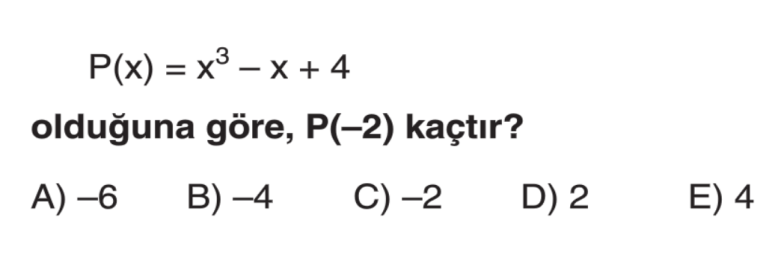 P(x) = x³ – x + 4
olduğuna göre, P(–2) kaçtır?
A) –6 B) –4 C) –2 D) 2 E) 4